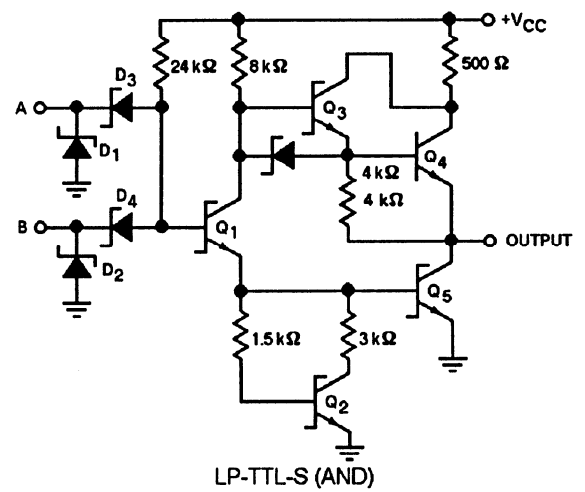 +VCC
24 kΩ
8 kΩ
500 Ω
D3
A
Q3
D1
Q4
D4
4 kΩ
4 kΩ
B
Q1
OUTPUT
D2
Q5
1.5 kΩ
3 kΩ
Q2
LP-TTL-S (AND)